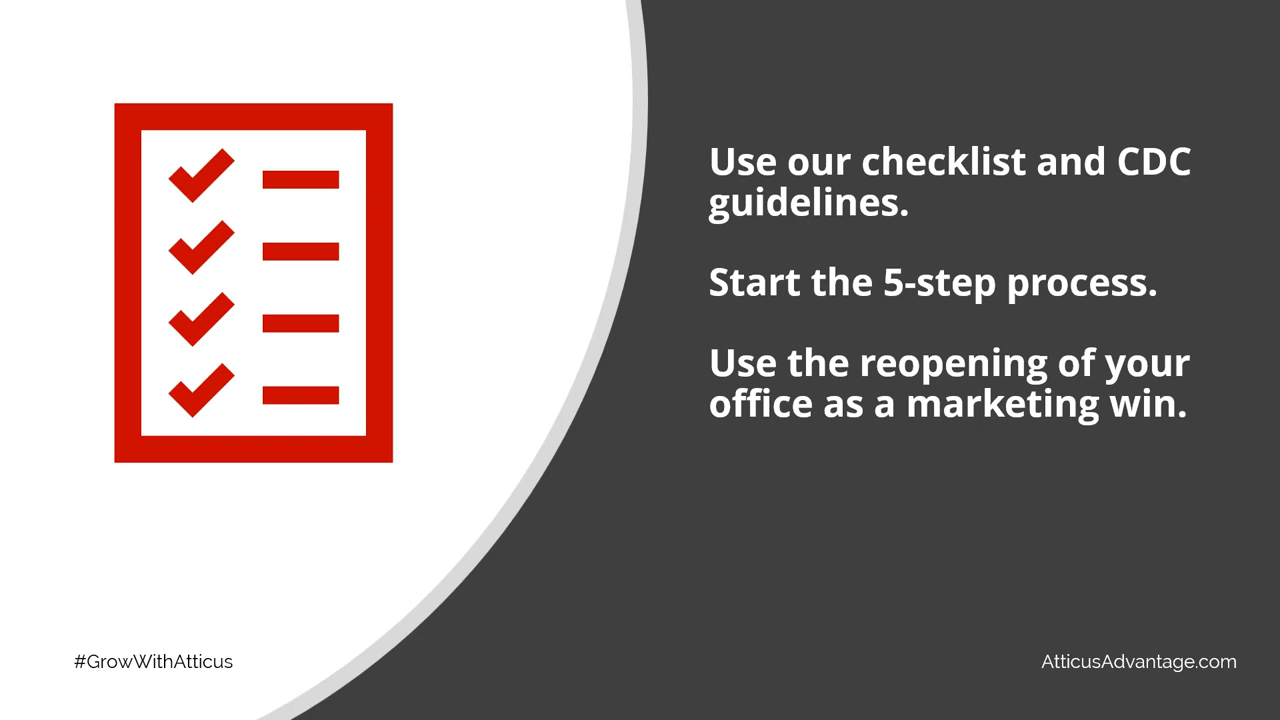 Use our checklist and CDC
guidelines.
Start the 5-step process.
Use the reopening of your
office as a marketing win.
#GrowWithAtticus
AtticusAdvantage.com